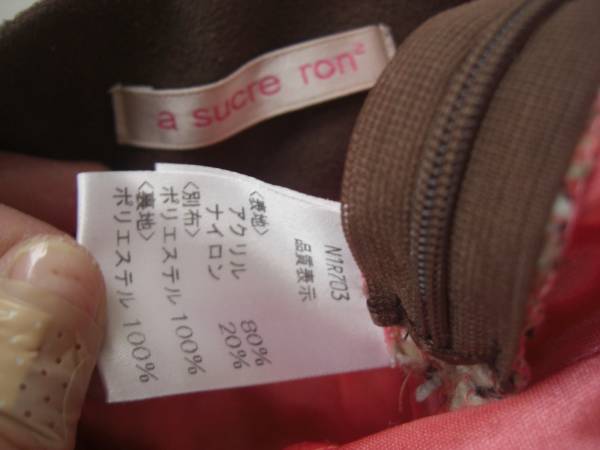 a sucre ron²
N1R703
品質表示
〈表地〉
アクリル 80%
ナイロン 20%
〈別布〉
ポリエステル 100%
〈裏地〉
ポリエステル 100%